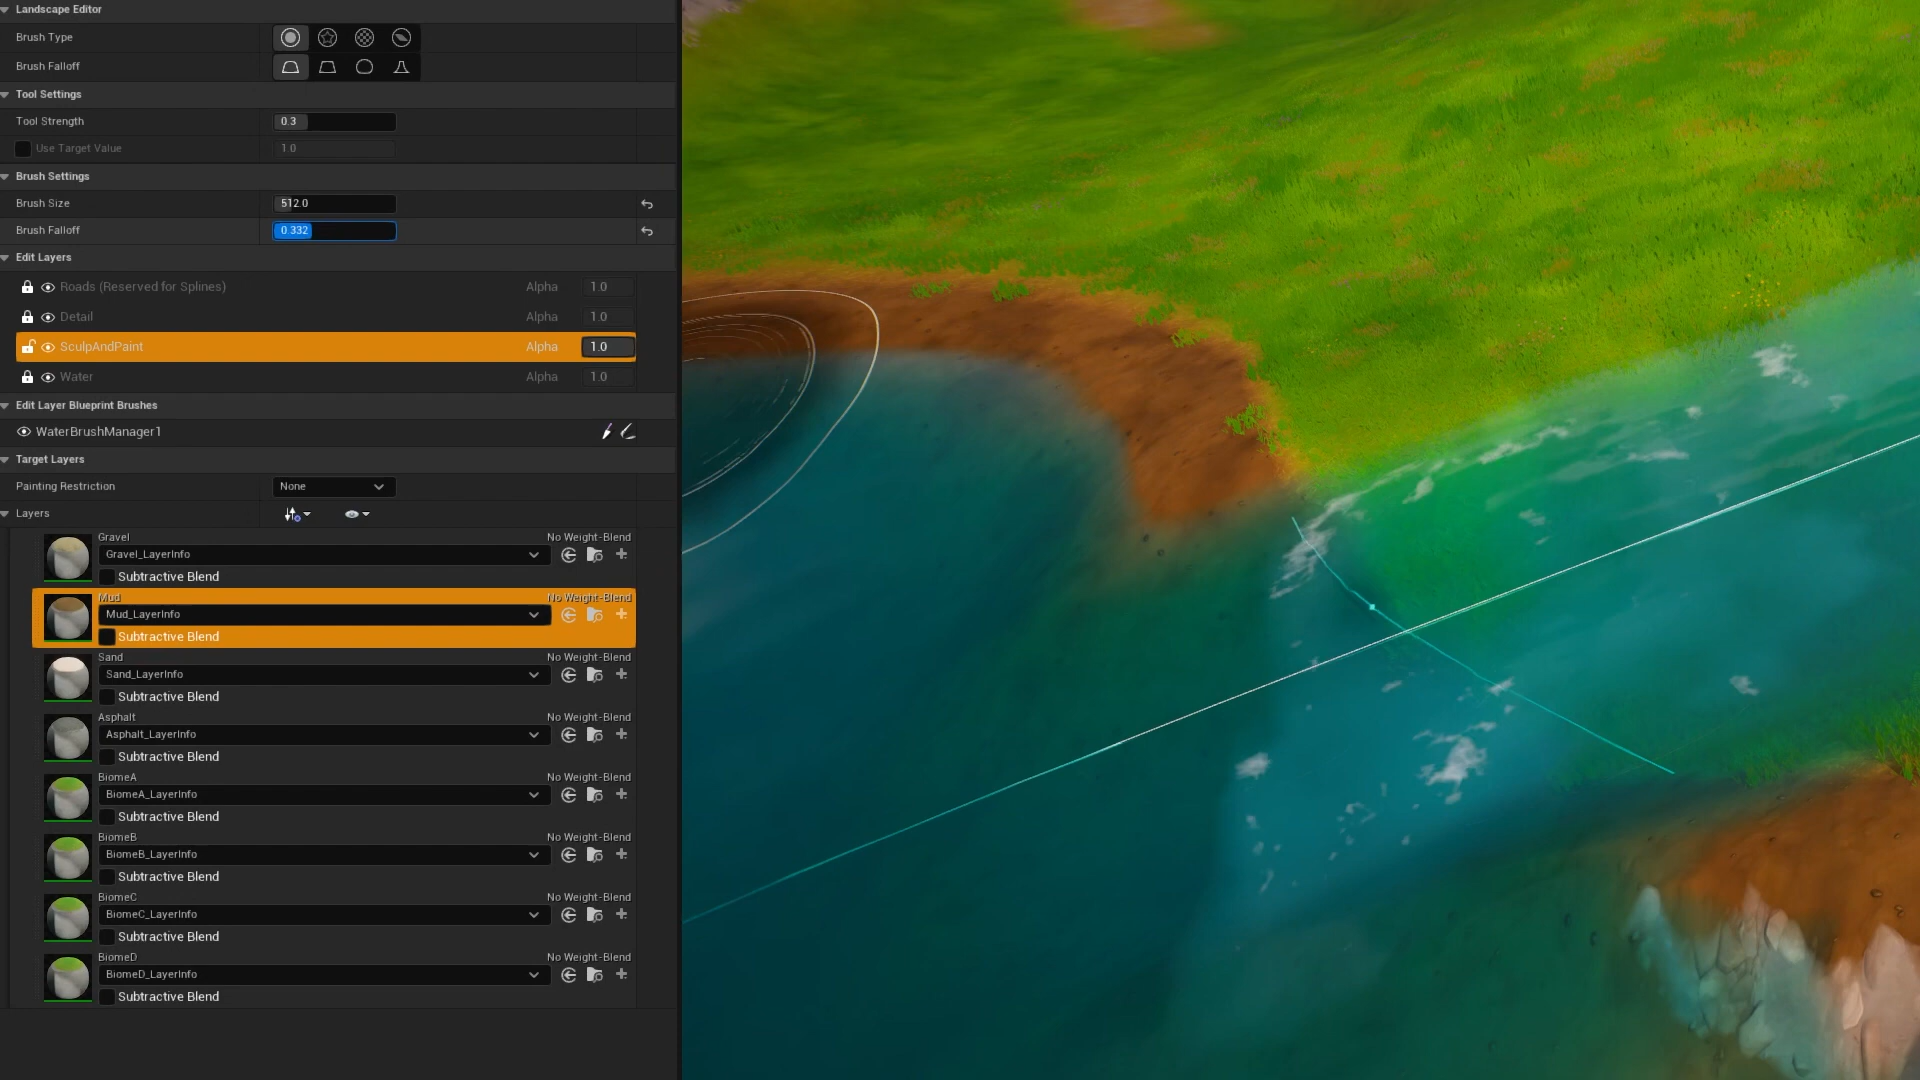 Landscape Editor
Brush Type
Brush Falloff
Tool Settings
Tool Strength 0.3
Use Target Value 1.0
Brush Settings
Brush Size 512.0
Brush Falloff 0.332
Edit Layers
Roads (Reserved for Splines) Alpha 1.0
Detail Alpha 1.0
SculpAndPaint Alpha 1.0
Water Alpha 1.0
Edit Layer Blueprint Brushes
WaterBrushManager1
Target Layers
Painting Restriction None
Layers
Gravel No Weight-Blend
Gravel_LayerInfo
Subtractive Blend
Mud No Weight-Blend
Mud_LayerInfo
Subtractive Blend
Sand No Weight-Blend
Sand_LayerInfo
Subtractive Blend
Asphalt No Weight-Blend
Asphalt_LayerInfo
Subtractive Blend
BiomeA No Weight-Blend
BiomeA_LayerInfo
Subtractive Blend
BiomeB No Weight-Blend
BiomeB_LayerInfo
Subtractive Blend
BiomeC No Weight-Blend
BiomeC_LayerInfo
Subtractive Blend
BiomeD No Weight-Blend
BiomeD_LayerInfo
Subtractive Blend